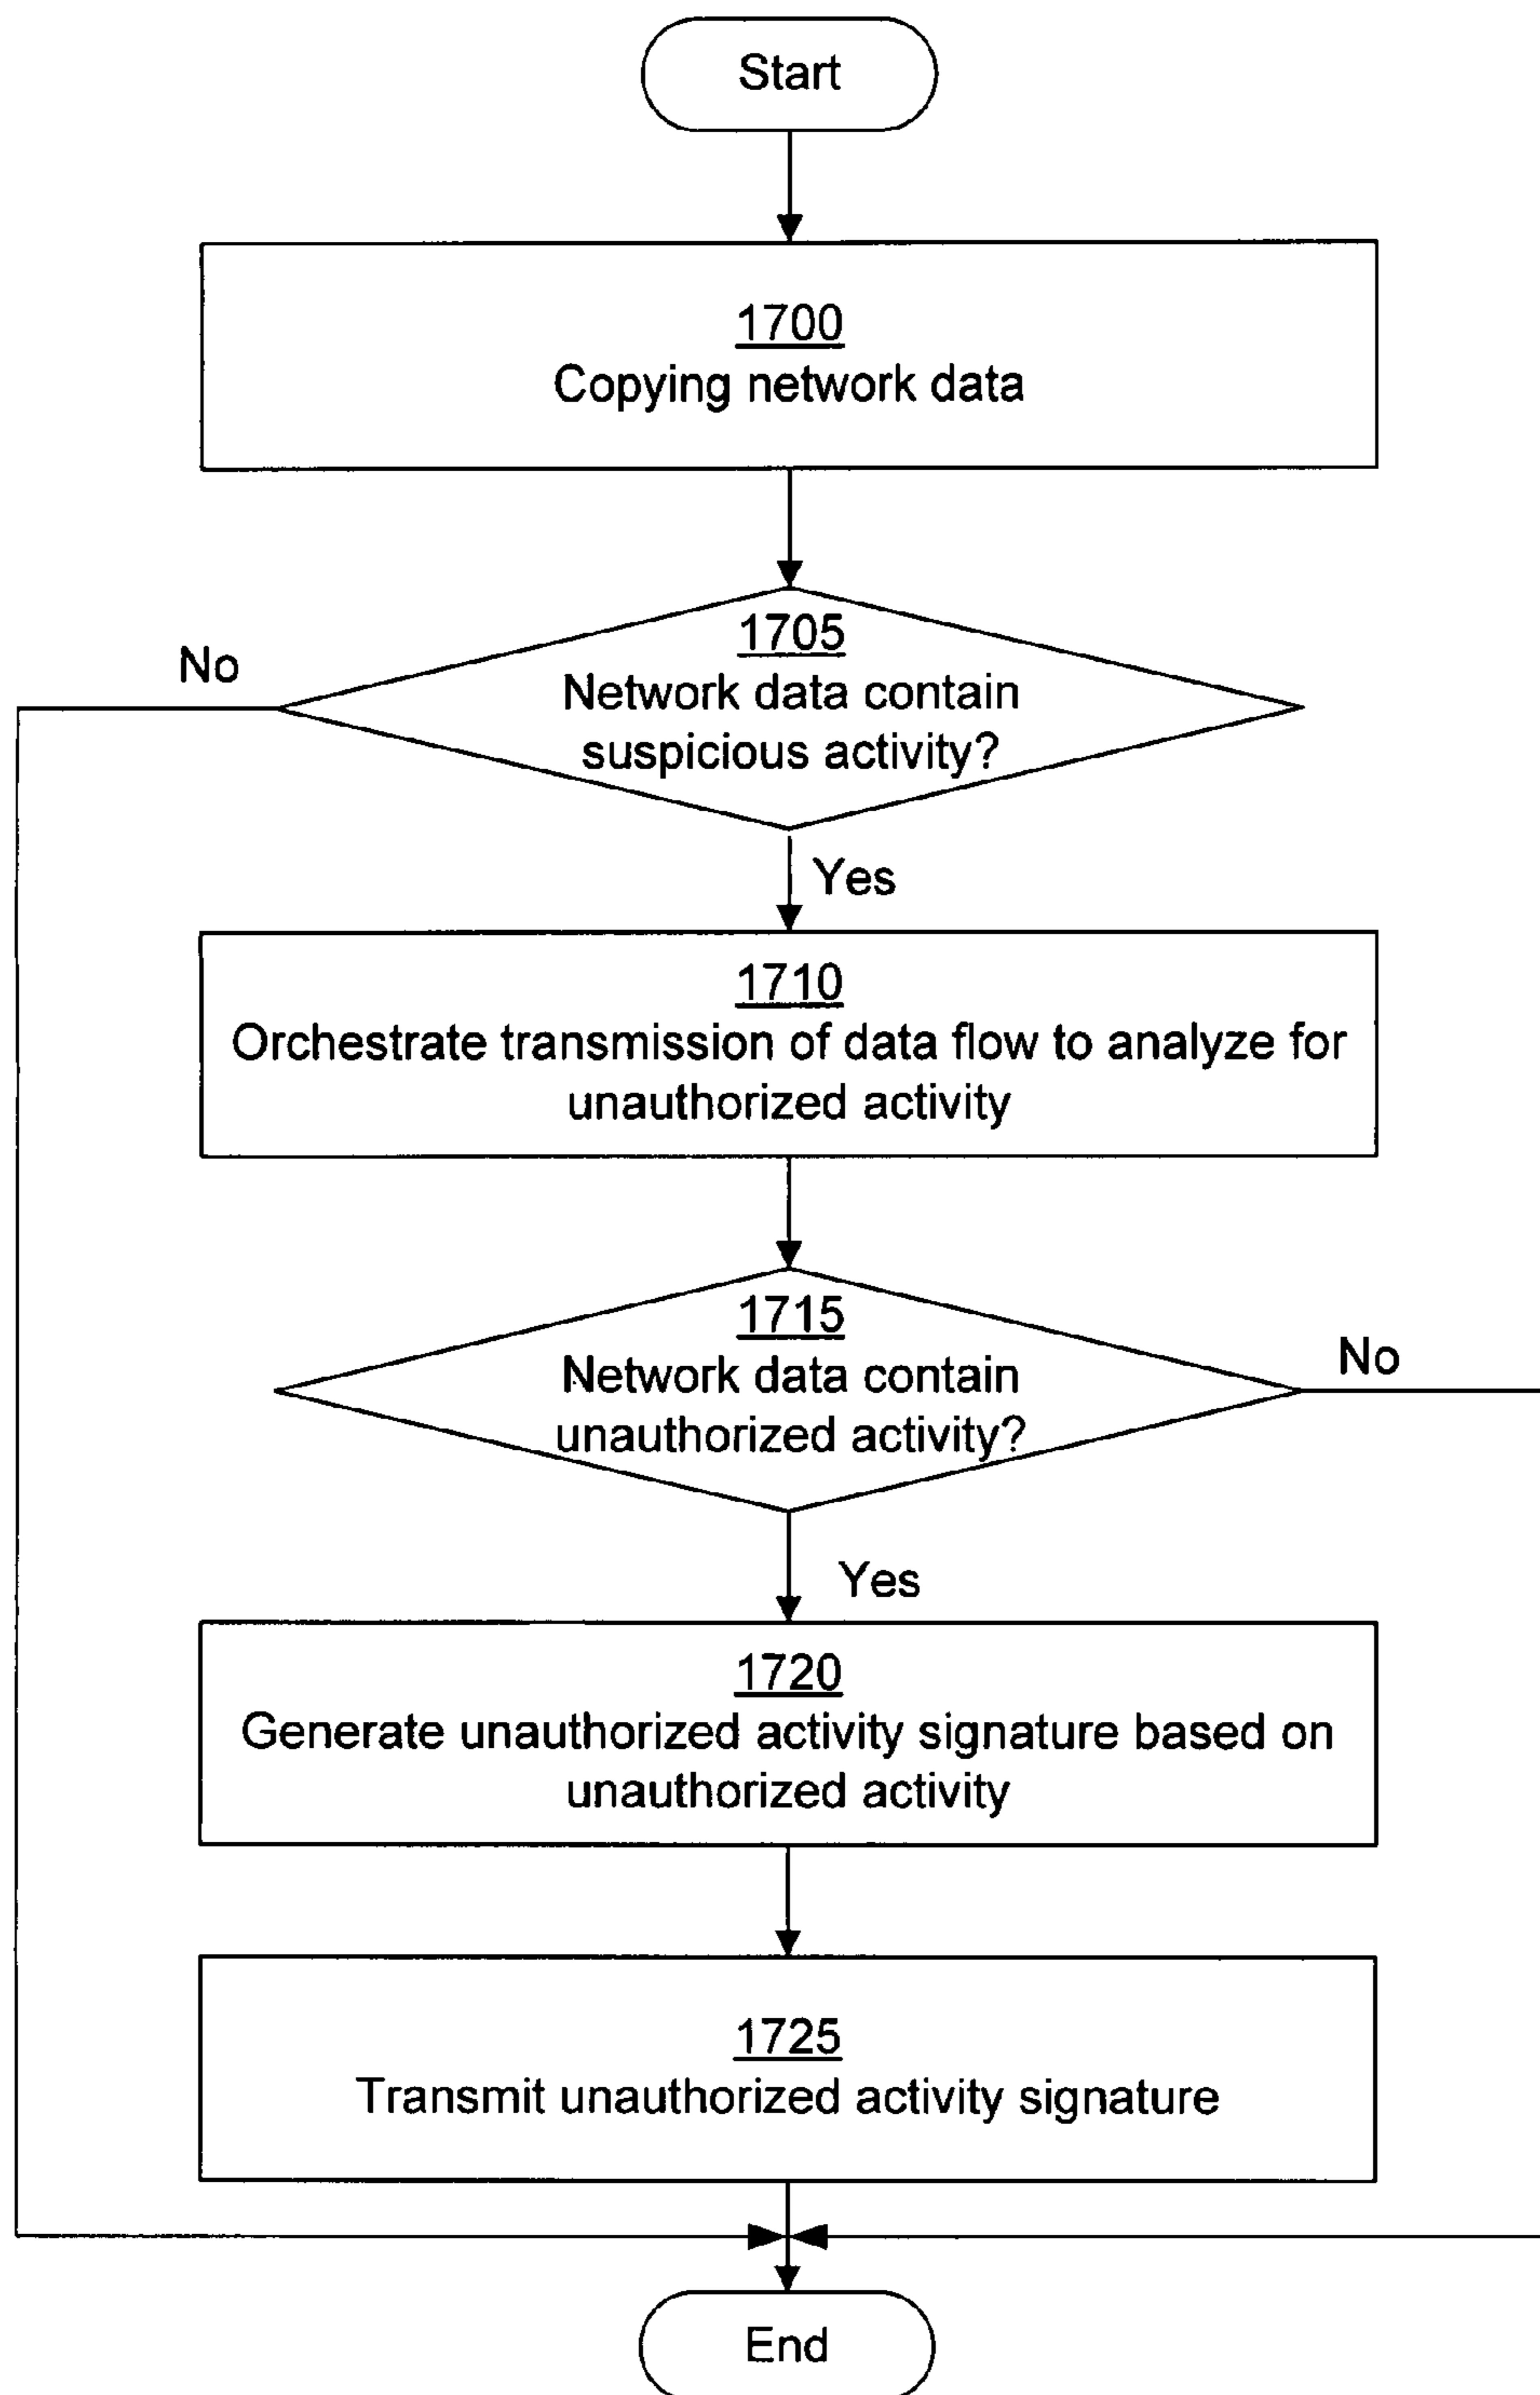 Start
1700
Copying network data
1705
No
Network data contain
suspicious activity?
Yes
1710
Orchestrate transmission of data flow to analyze for
unauthorized activity
1715
No
Network data contain
unauthorized activity?
Yes
1720
Generate unauthorized activity signature based on
unauthorized activity
1725
Transmit unauthorized activity signature
End